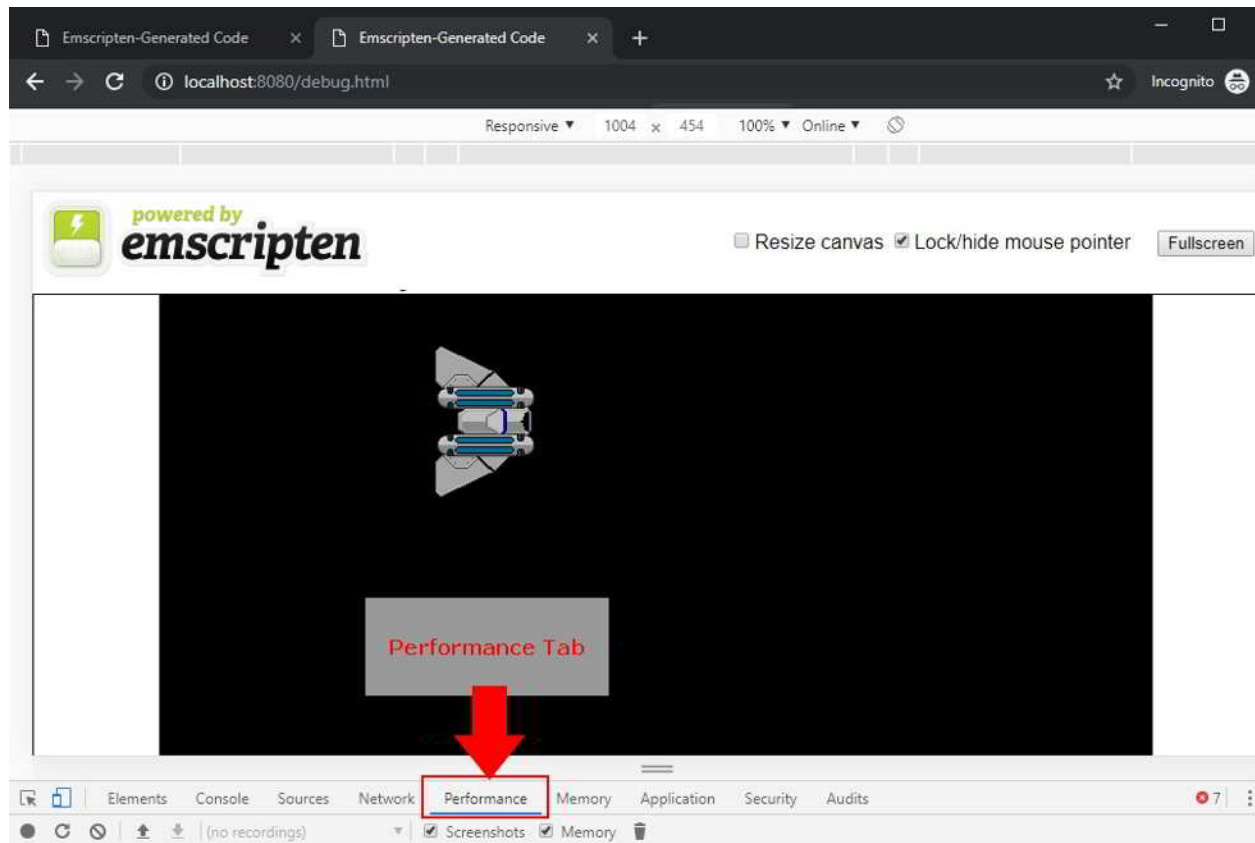 Emscripten-Generated Code × Emscripten-Generated Code × +
localhost:8080/debug.html Incognito
Responsive ▼ 1004 x 454 100% ▼ Online ▼
powered by
emscripten
Resize canvas Lock/hide mouse pointer Fullscreen
Performance Tab
Elements Console Sources Network Performance Memory Application Security Audits 7
(no recordings) ▼ Screenshots Memory